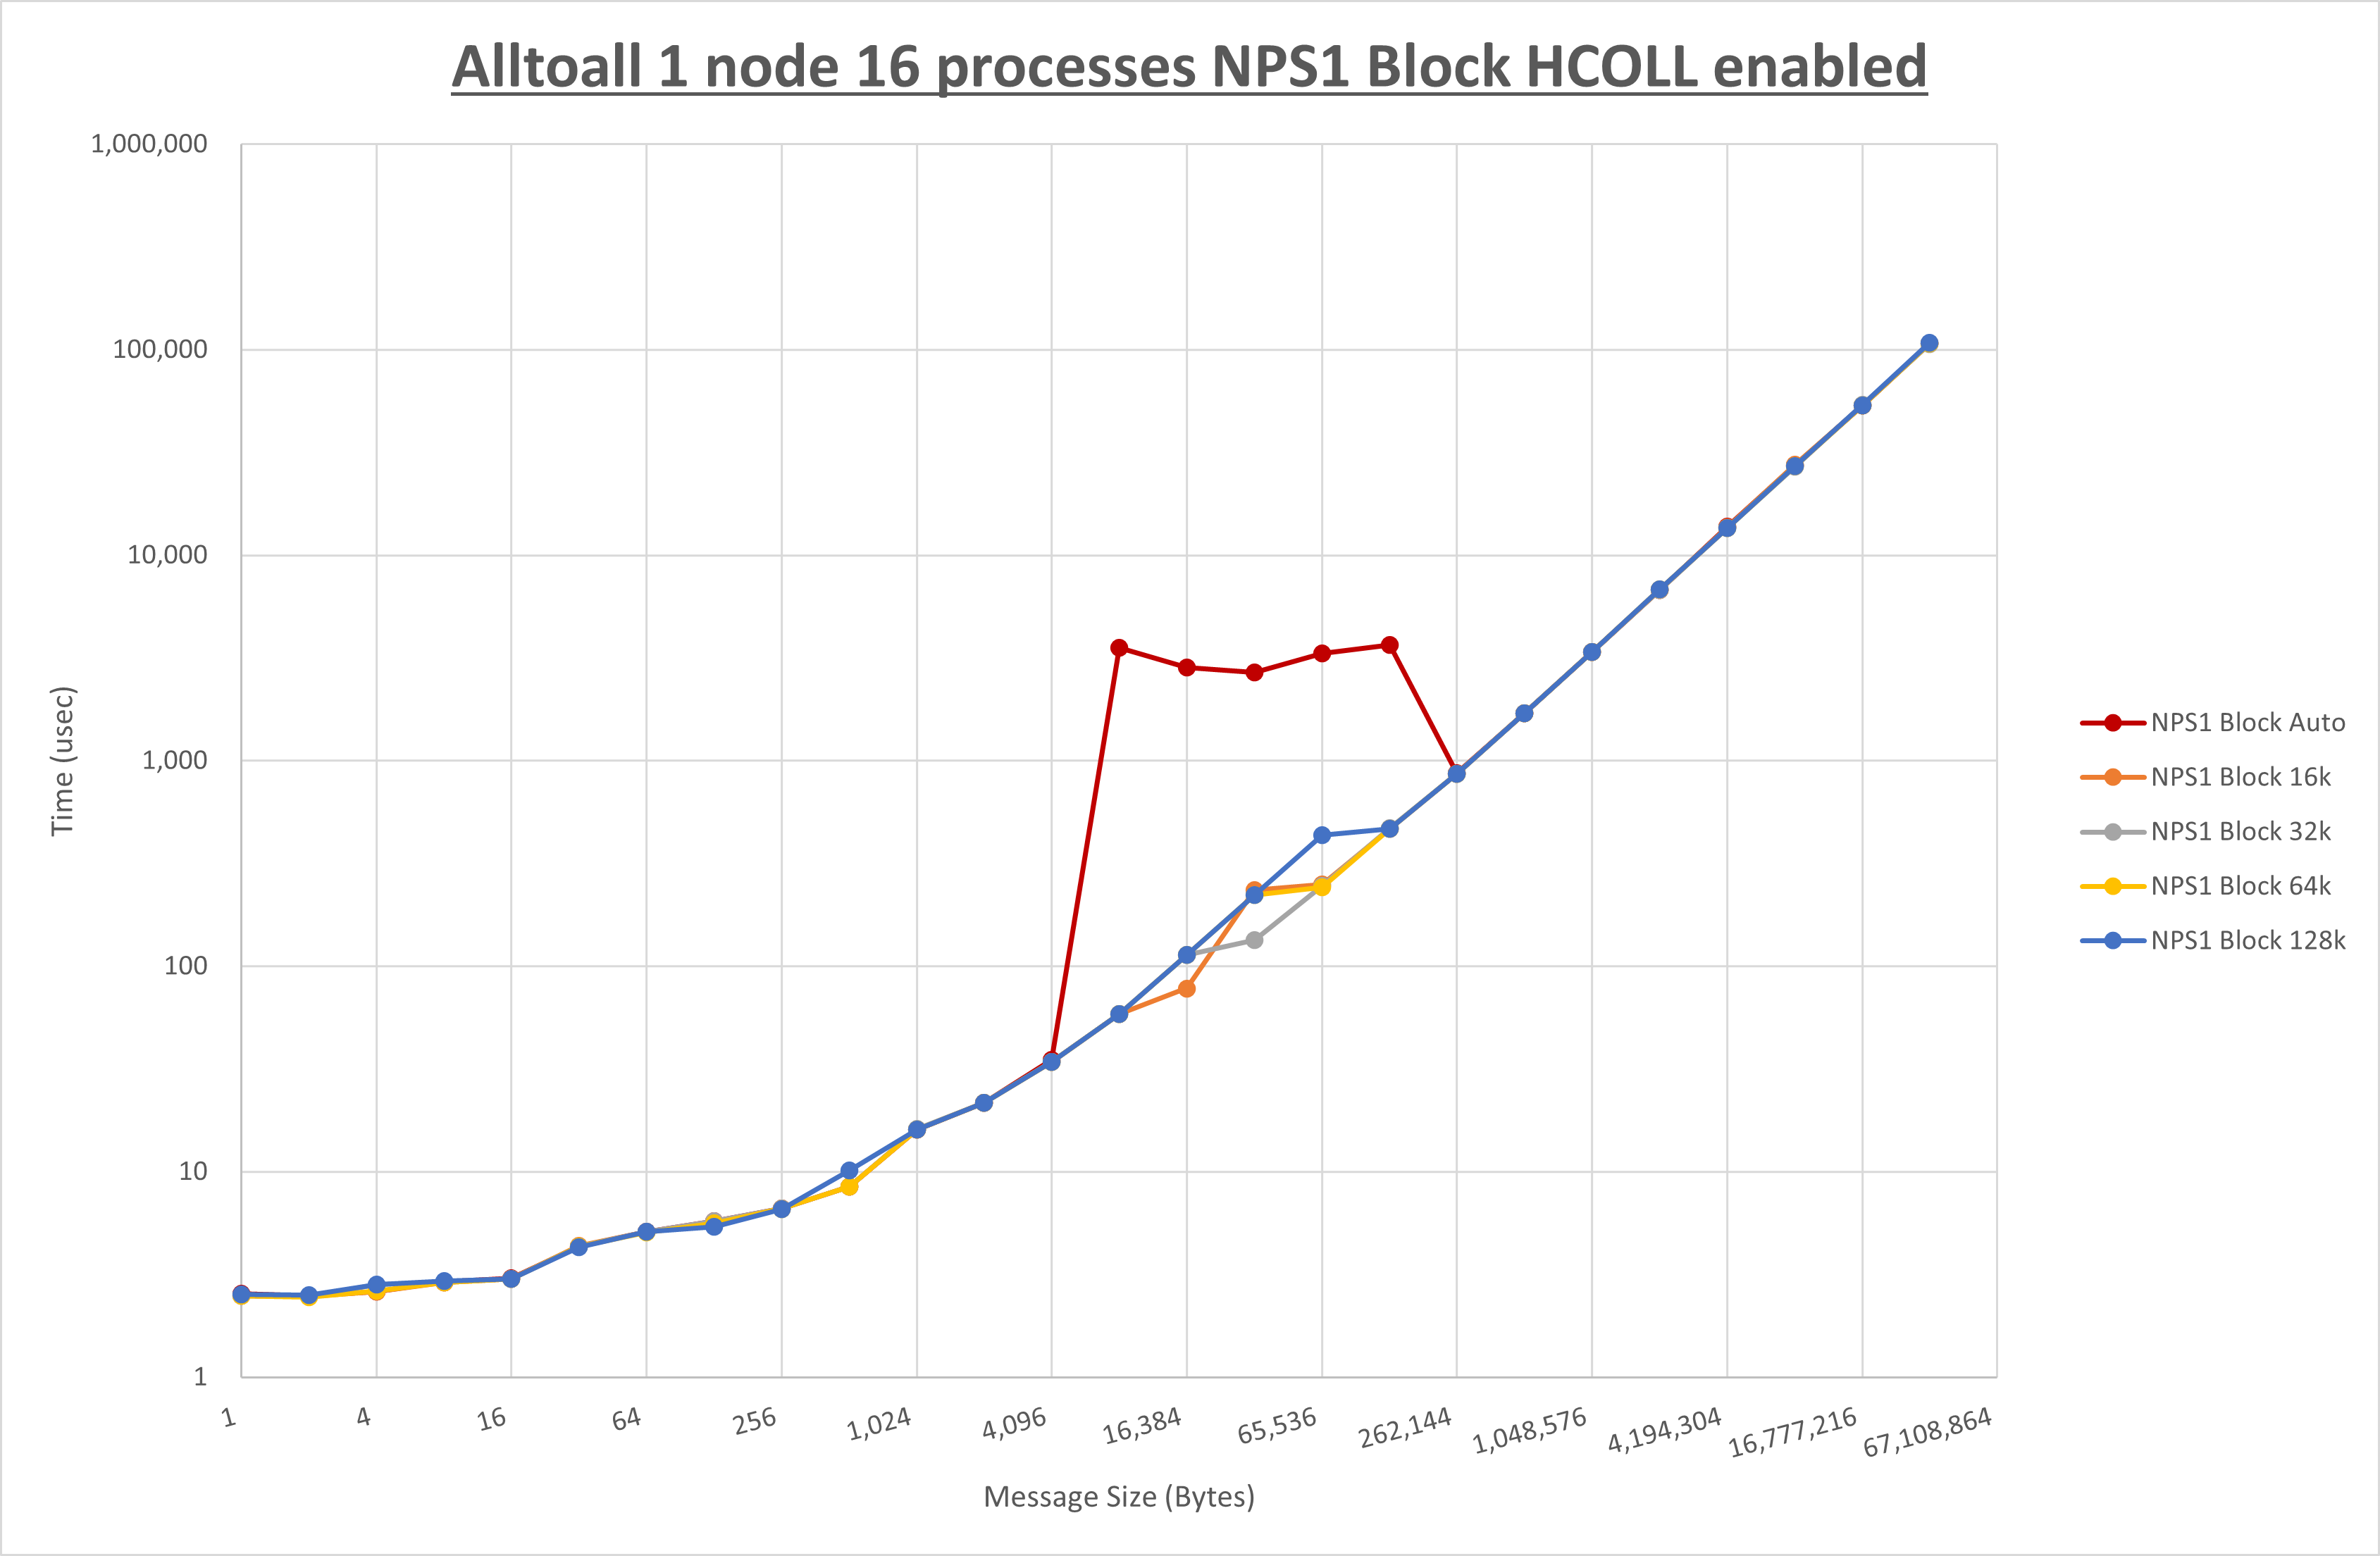 Alltoall 1 node 16 processes NPS1 Block HCOLL enabled
1,000,000
100,000
10,000
1,000
100
10
1
Time (usec)
1 4 16 64 256 1,024 4,096 16,384 65,536 262,144 1,048,576 4,194,304 16,777,216 67,108,864
Message Size (Bytes)
NPS1 Block Auto
NPS1 Block 16k
NPS1 Block 32k
NPS1 Block 64k
NPS1 Block 128k